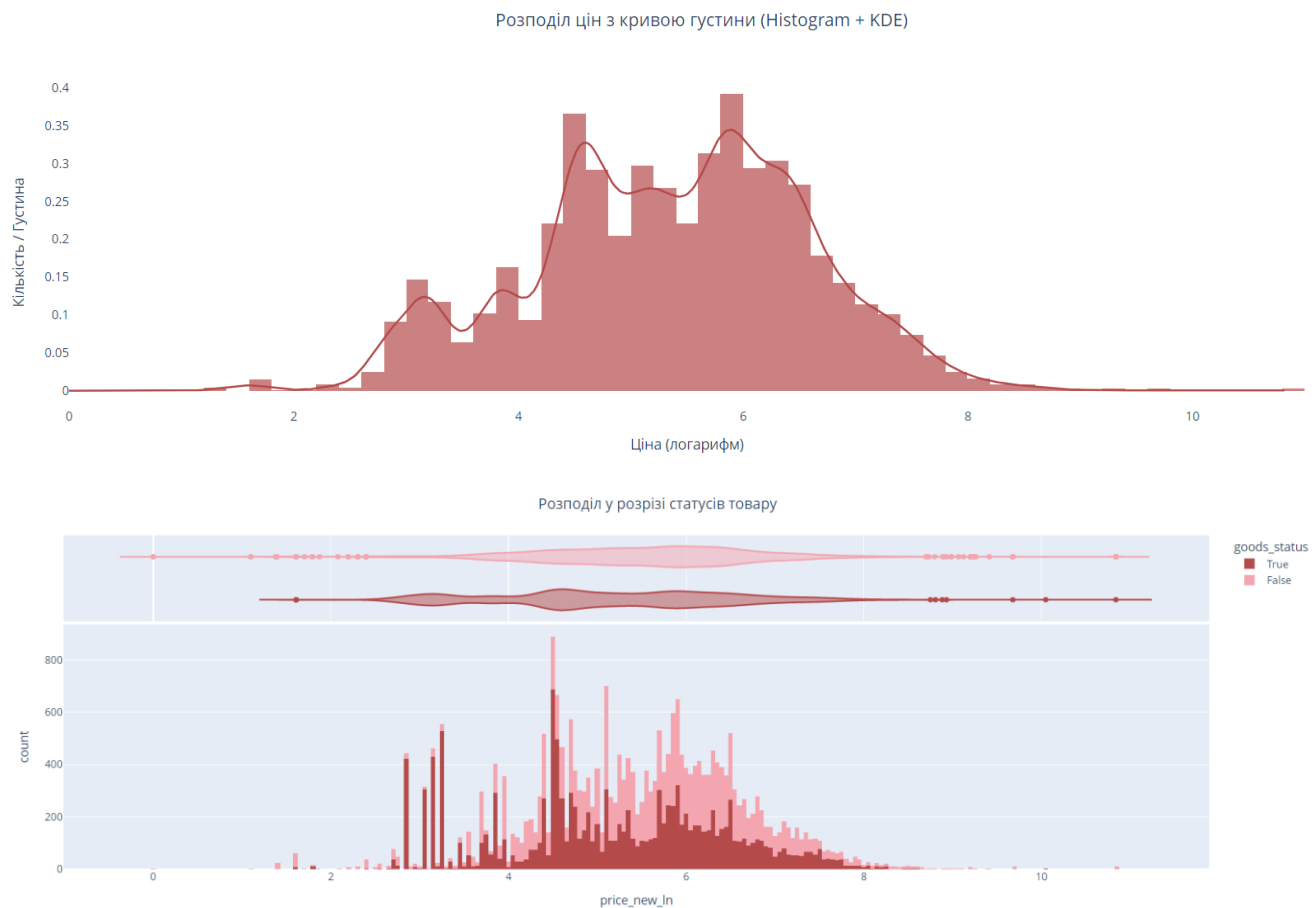 Розподіл цін з кривою густини (Histogram + KDE)
Кількість / Густина
0.4
0.35
0.3
0.25
0.2
0.15
0.1
0.05
0
0 2 4 6 8 10
Ціна (логарифм)
Розподіл у розрізі статусів товару
goods_status
True
False
count
800
600
400
200
0
0 2 4 6 8 10
price_new_ln